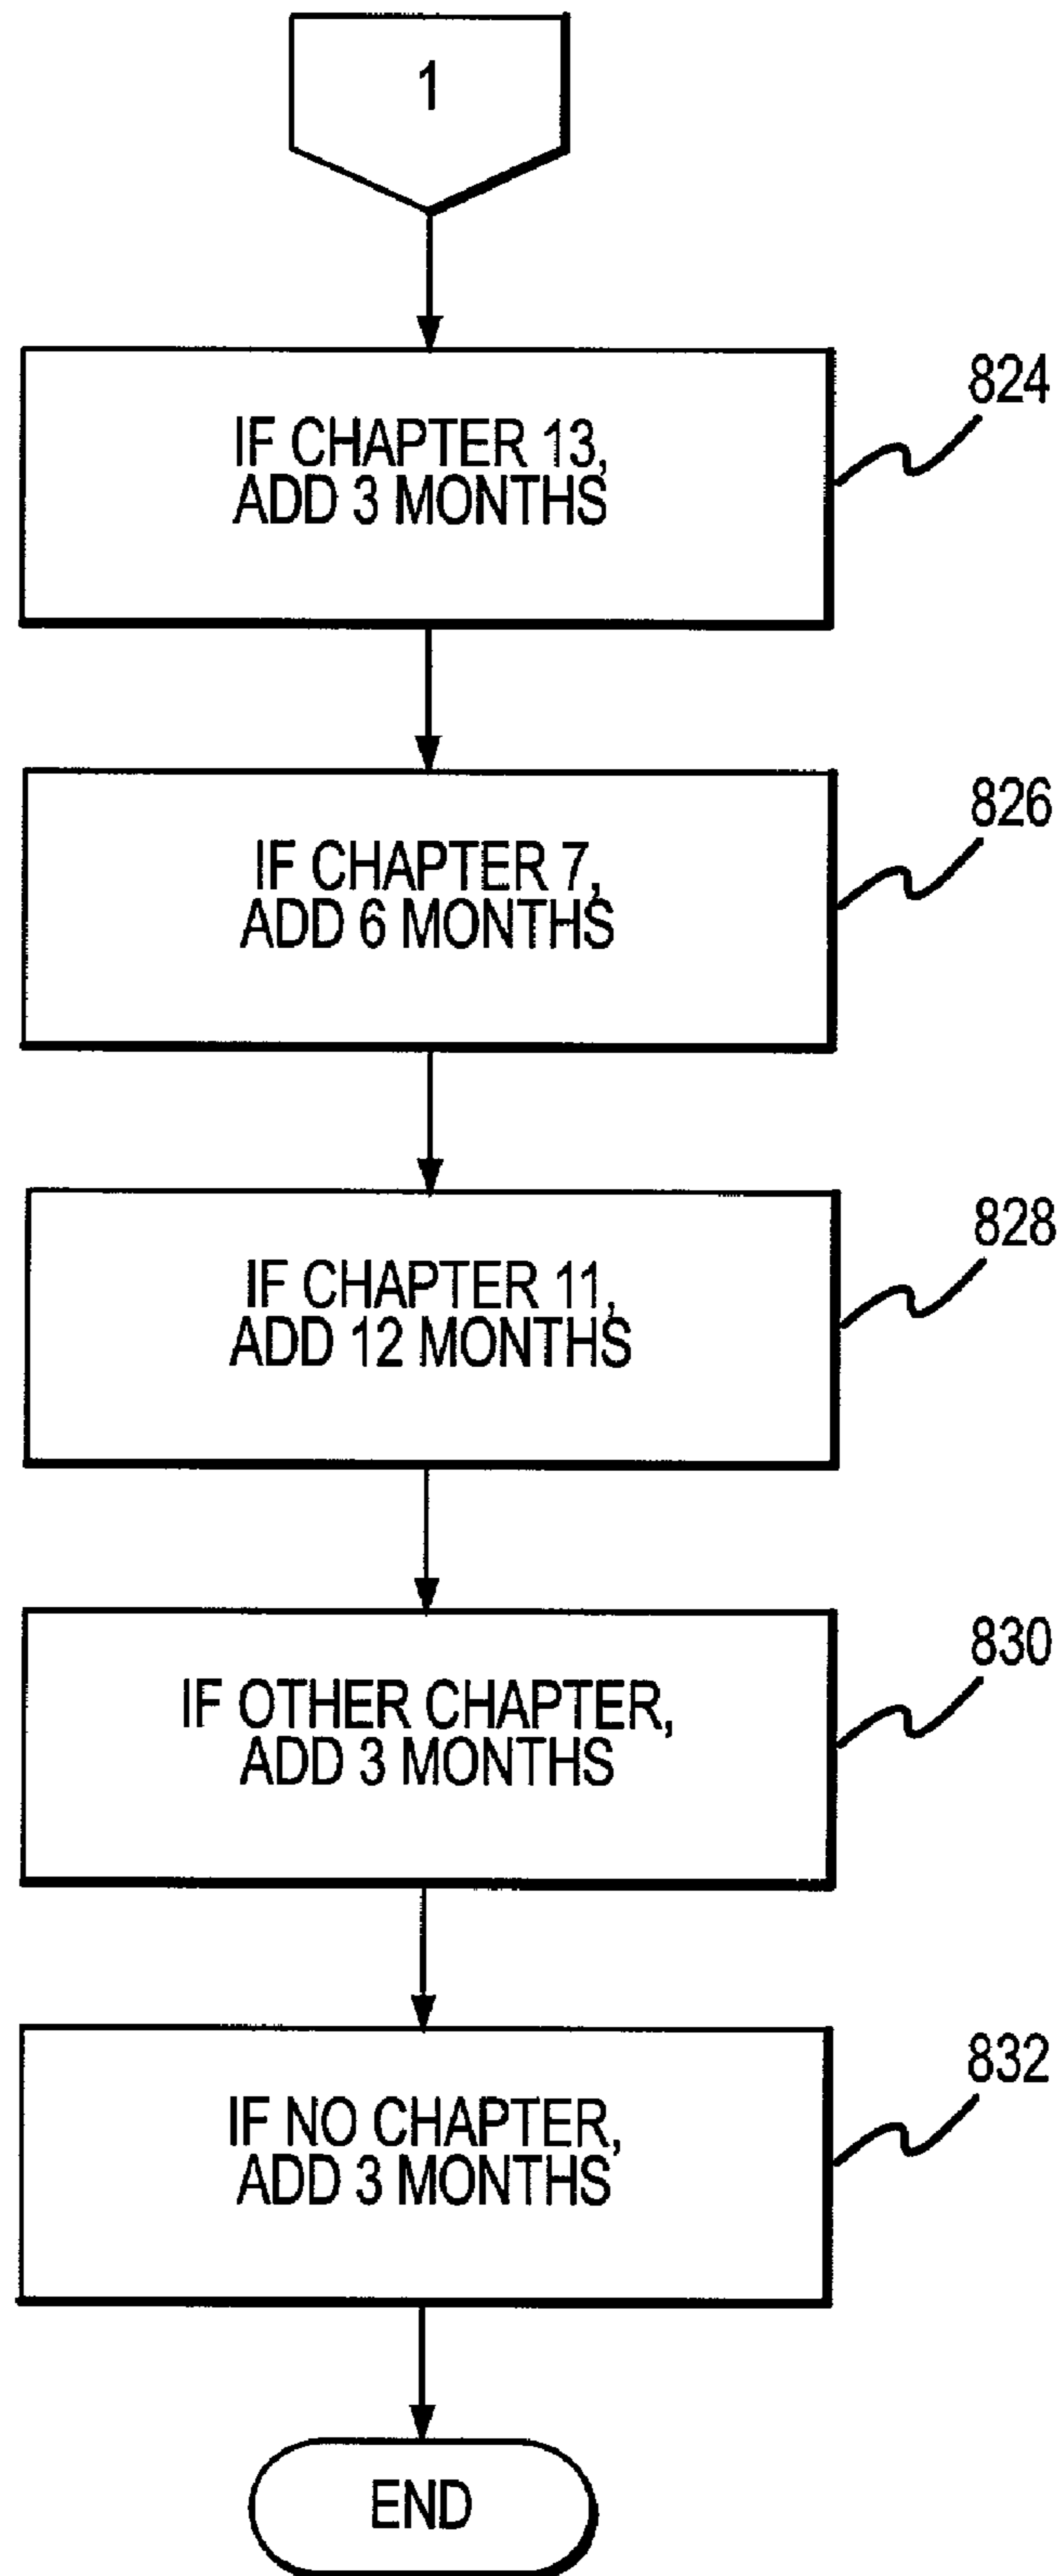 1
IF CHAPTER 13,
ADD 3 MONTHS
824
IF CHAPTER 7,
ADD 6 MONTHS
826
IF CHAPTER 11,
ADD 12 MONTHS
828
IF OTHER CHAPTER,
ADD 3 MONTHS
830
IF NO CHAPTER,
ADD 3 MONTHS
832
END